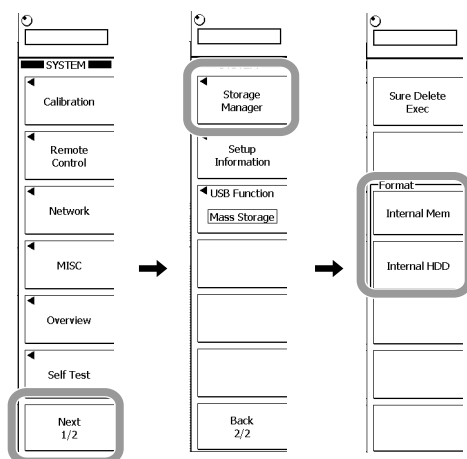 SYSTEM
Calibration
Remote
Control
Network
MISC
Overview
Self Test
Next
1/2
Storage
Manager
Setup
Information
USB Function
Mass Storage
Back
2/2
Sure Delete
Exec
Format
Internal Mem
Internal HDD